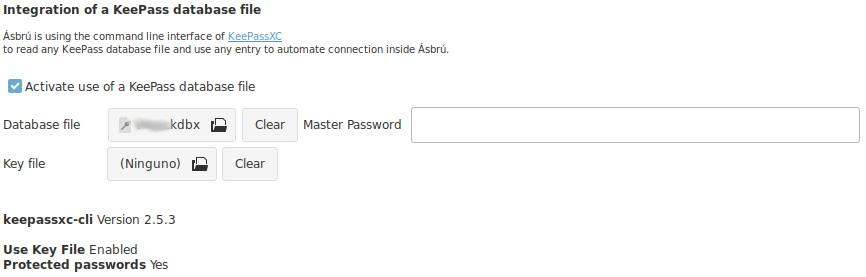 Integration of a KeePass database file
Ásbrú is using the command line interface of KeePassXC
to read any KeePass database file and use any entry to automate connection inside Ásbrú.
Activate use of a KeePass database file
Database file kdbx Clear Master Password
Key file (Ninguno) Clear
keepassxc-cli Version 2.5.3
Use Key File Enabled
Protected passwords Yes